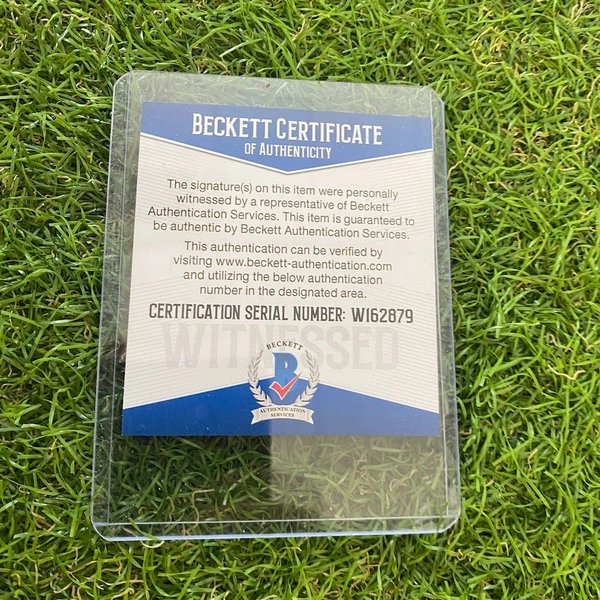 BECKETT CERTIFICATE
OF AUTHENTICITY
The signature(s) on this item were personally
witnessed by a representative of Beckett
Authentication Services. This item is guaranteed to
be authentic by Beckett Authentication Services.
This authentication can be verified by
visiting www.beckett-authentication.com
and utilizing the below authentication
number in the designated area.
CERTIFICATION SERIAL NUMBER: W162879
WITNESSED
BECKETT
B
AUTHENTICATION
SERVICES